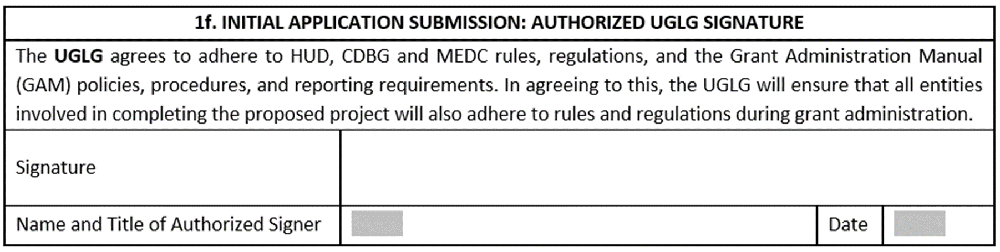 1f. INITIAL APPLICATION SUBMISSION: AUTHORIZED UGLG SIGNATURE
The UGLG agrees to adhere to HUD, CDBG and MEDC rules, regulations, and the Grant Administration Manual
(GAM) policies, procedures, and reporting requirements. In agreeing to this, the UGLG will ensure that all entities
involved in completing the proposed project will also adhere to rules and regulations during grant administration.
Signature
Name and Title of Authorized Signer
Date